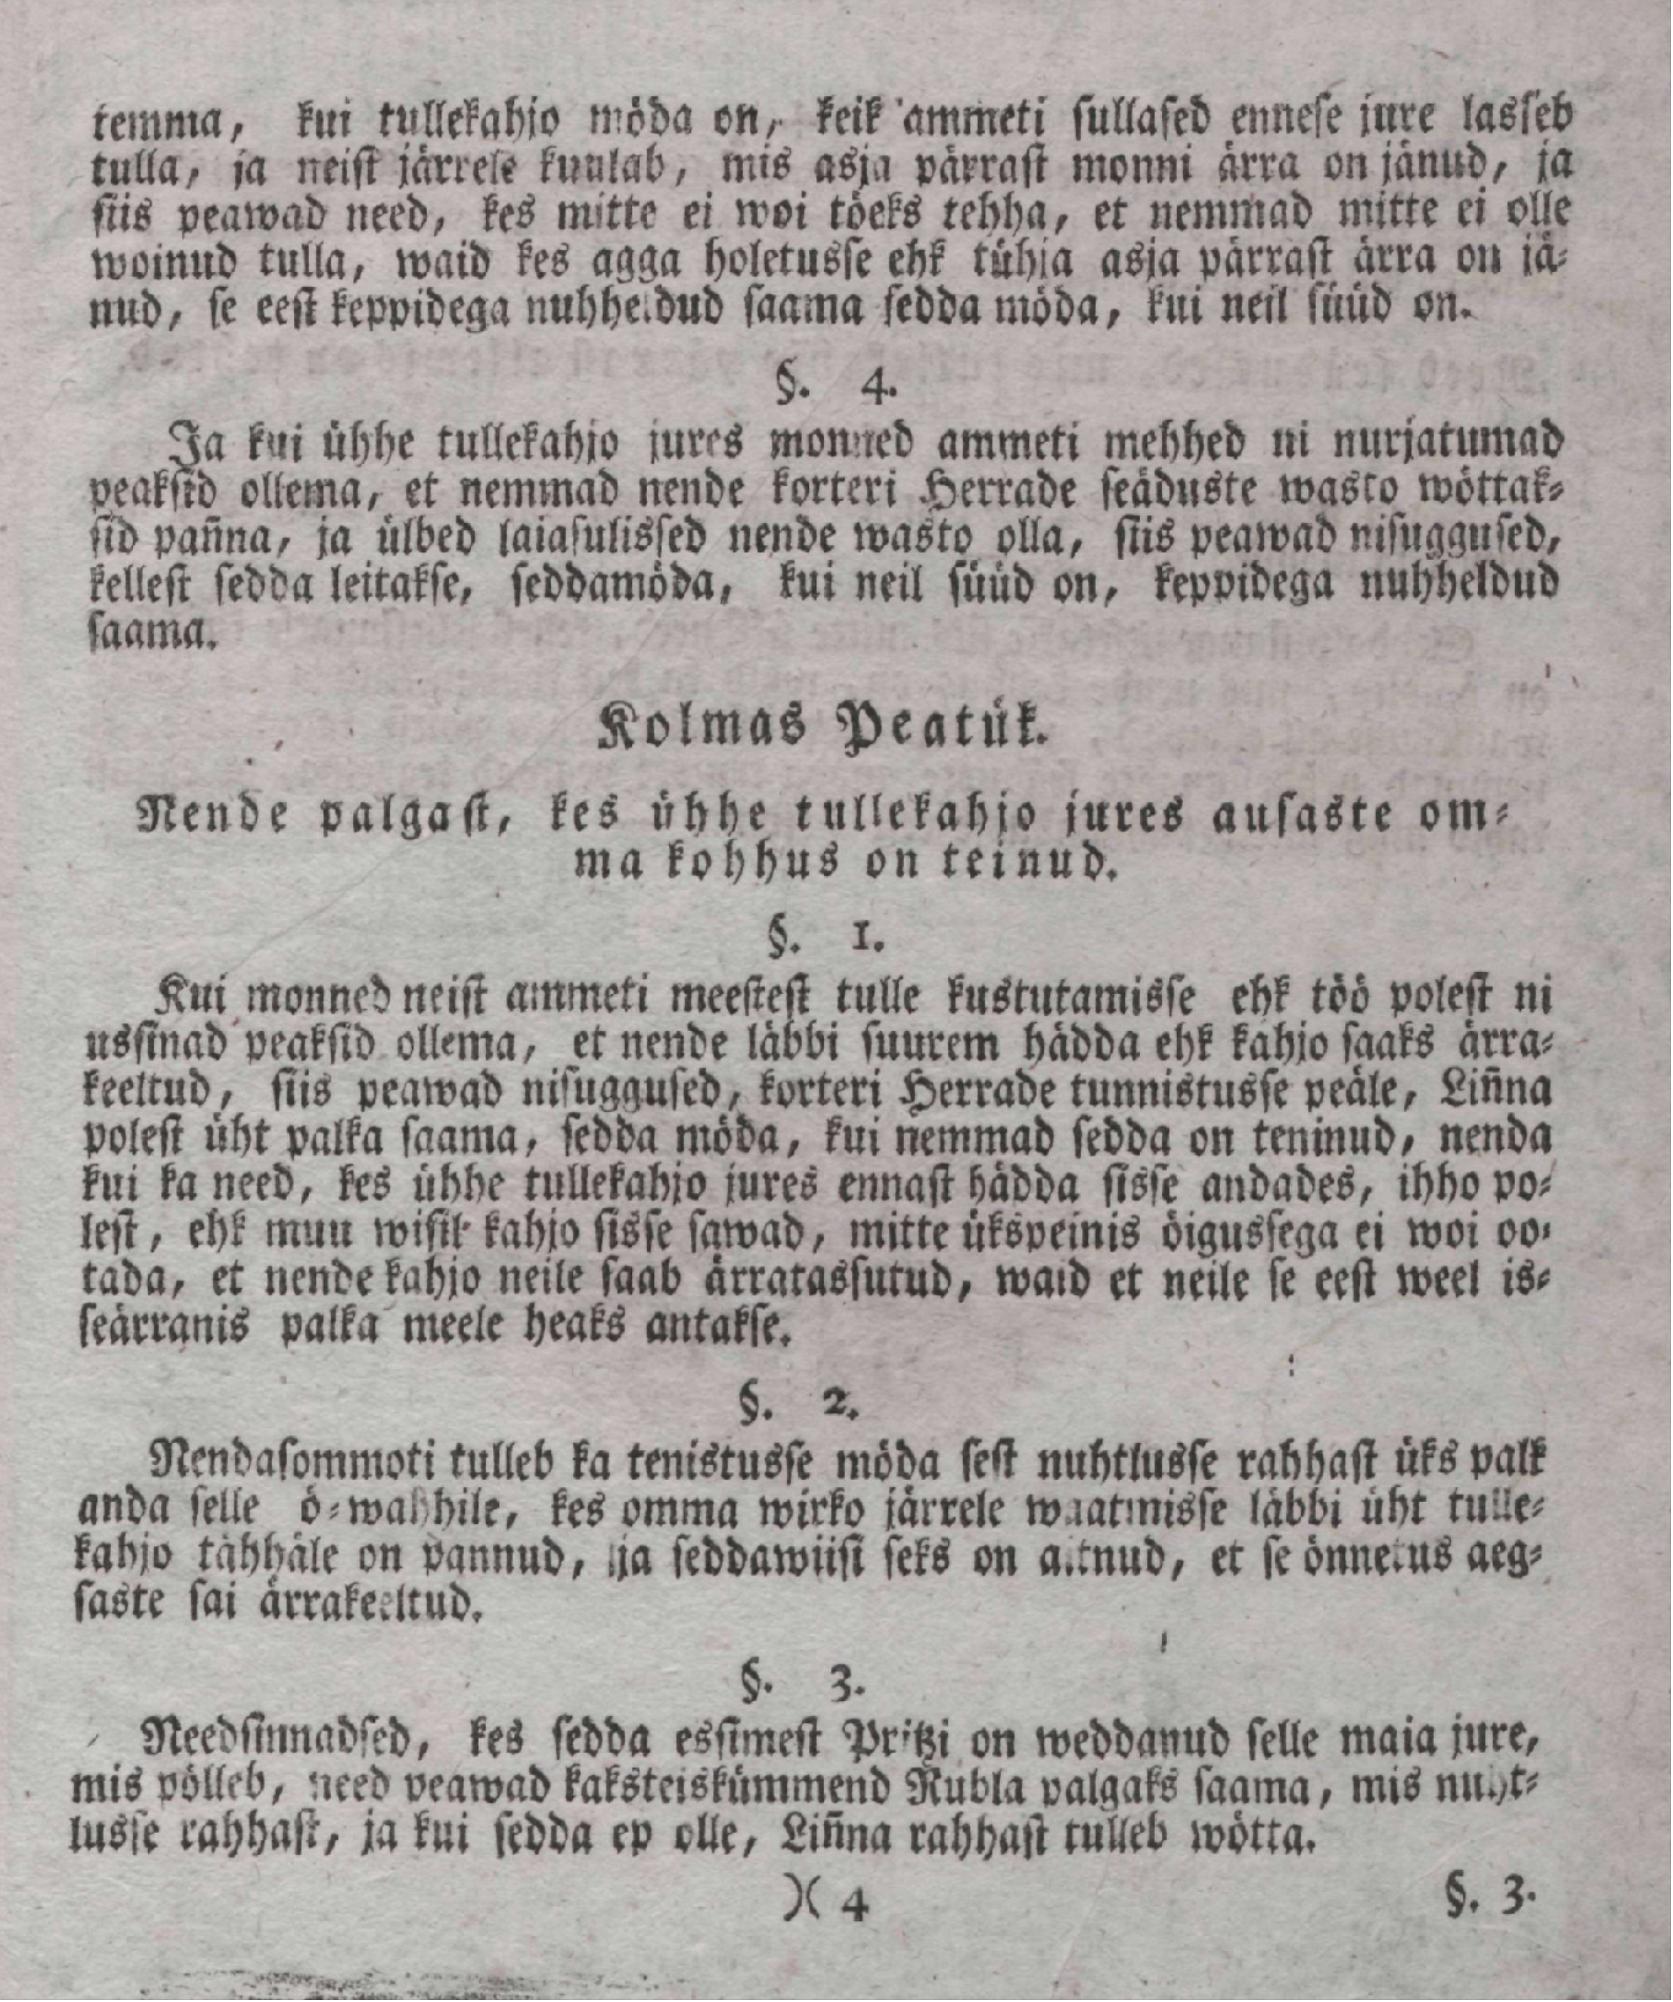 temma, kui tullekahjo möda on, keik ammeti sullased ennese jure lasseb
tulla, ja neist järrele kuulab, mis asja pärrast monni ärra on jänud, ja
siis peawad need, kes mitte ei woi töeks tehha, et nemmad mitte ei olle
woinud tulla, waid kes agga holetusse ehk tühja asja pärrast ärra on jä-
nud, se eest keppidega nuhheldud saama sedda möda, kui neil süüd on.
§. 4.
Ja kui ühhe tullekahjo jures monned ammeti mehhed ni nurjatumad
peaksid ollema, et nemmad nende korteri Herrade seäduste wasto wöttak-
sid pañna, ja ülbed laiasulissed nende wasto olla, siis peawad nisuggused,
kellest sedda leitakse, seddamöda, kui neil süüd on, keppidega nuhheldud
saama.
Kolmas Peatük.
Nende palgast, kes ühhe tullekahjo jures ausaste om-
ma kohhus on teinud.
§. 1.
Kui monned neist ammeti meestest tulle kustutamisse ehk töö polest ni
ussinad peaksid ollema, et nende läbbi suurem hädda ehk kahjo saaks ärra-
keeltud, siis peawad nisuggused, korteri Herrade tunnistusse peäle, Liñna
polest üht palka saama, sedda möda, kui nemmad sedda on teninud, nenda
kui ka need, kes ühhe tullekahjo jures ennast hädda sisse andades, ihho po-
lest, ehk muu wisil kahjo sisse sawad, mitte ükspeinis öigussega ei woi oo-
tada, et nende kahjo neile saab ärratassutud, waid et neile se eest weel is-
seärranis palka meele heaks antakse.
§. 2.
Nendasommoti tulleb ka tenistusse möda sest nuhtlusse rahhast üks palk
anda selle ö-wahhile, kes omma wirko järrele waatmisse läbbi üht tulle-
kahjo tähhäle on pannud, ja seddawiisi seks on aitnud, et se önnetus aeg-
saste sai ärrakeeltud.
§. 3.
Needsinnadsed, kes sedda essimest Pritzi on weddanud selle maia jure,
mis pölleb, need peawad kaksteiskümmend Rubla palgaks saama, mis nuht-
lusse rahhast, ja kui sedda ep olle, Liñna rahhast tulleb wötta.
)( 4 §. 3.